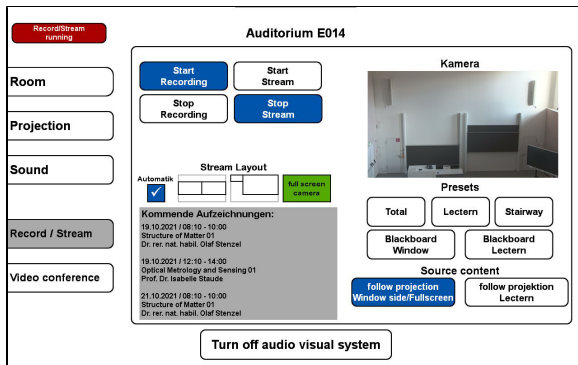 Record/Stream
running
Auditorium E014
Room
Projection
Sound
Record / Stream
Video conference
Start
Recording
Start
Stream
Stop
Recording
Stop
Stream
Stream Layout
Automatik
full screen
camera
Kommende Aufzeichnungen:
19.10.2021 / 08:10 - 10:00
Structure of Matter 01
Dr. rer. nat. habil. Olaf Stenzel
19.10.2021 / 12:10 - 14:00
Optical Metrology and Sensing 01
Prof. Dr. Isabelle Staude
21.10.2021 / 08:10 - 10:00
Structure of Matter 01
Dr. rer. nat. habil. Olaf Stenzel
Kamera
Presets
Total
Lectern
Stairway
Blackboard
Window
Blackboard
Lectern
Source content
follow projection
Window side/Fullscreen
follow projektion
Lectern
Turn off audio visual system